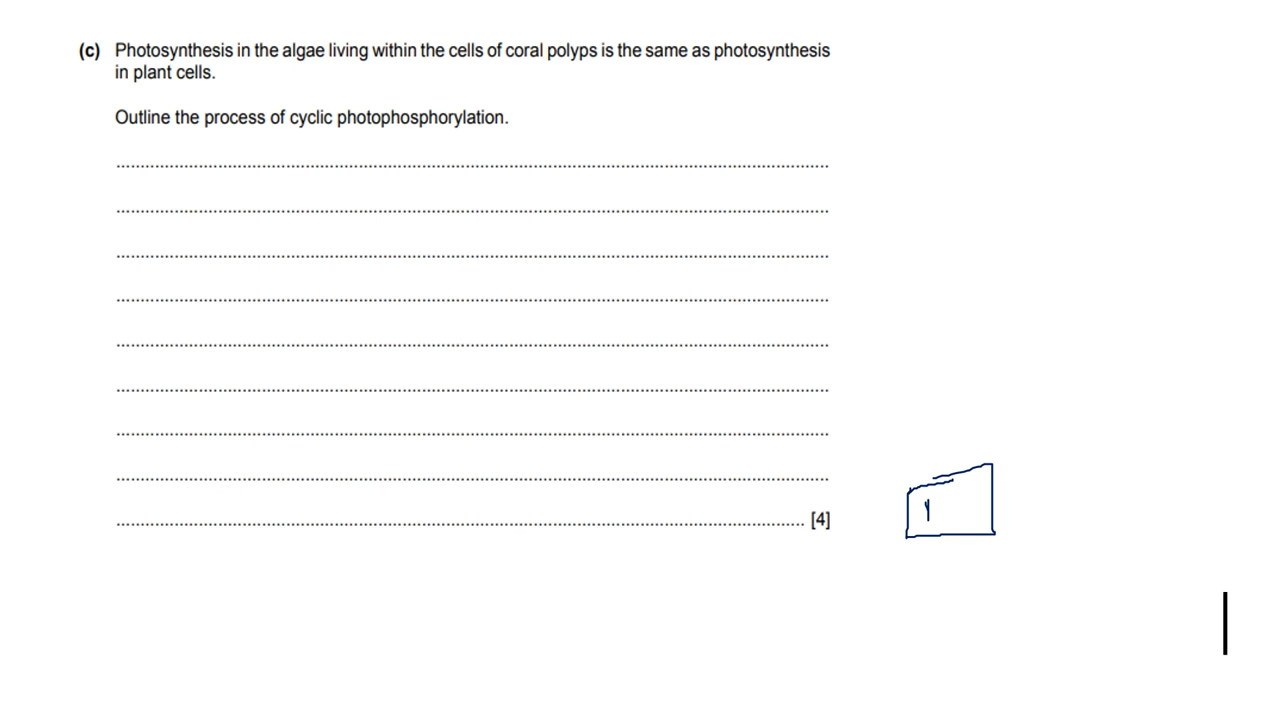 (c) Photosynthesis in the algae living within the cells of coral polyps is the same as photosynthesis
in plant cells.
Outline the process of cyclic photophosphorylation.
[4]